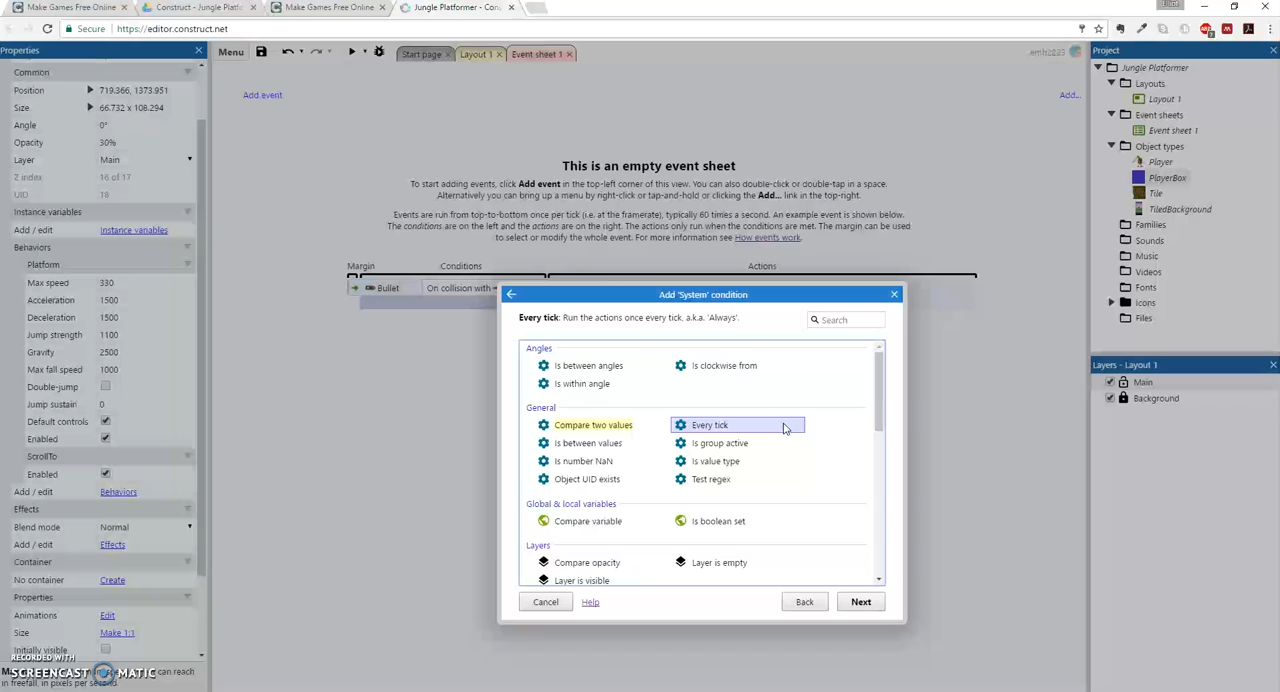 Make Games Free Online
Construct - Jungle Platf
Make Games Free Online
Jungle Platformer - Con
Elliot
Secure
https://editor.construct.net
Properties
Menu
Start page
Layout 1
Event sheet 1
Project
Common
Position
719.366, 1373.951
Size
66.732 x 108.294
Angle
0°
Opacity
30%
Layer
Main
Z index
16 of 17
UID
18
Instance variables
Add / edit
Instance variables
Behaviors
Platform
Max speed
330
Acceleration
1500
Deceleration
1500
Jump strength
1100
Gravity
2500
Max fall speed
1000
Double-jump
Jump sustain
0
Default controls
Enabled
ScrollTo
Enabled
Add / edit
Behaviors
Effects
Blend mode
Normal
Add / edit
Effects
Container
No container
Create
Properties
Animations
Edit
Size
Make 1:1
Initially visible
RECORDED WITH
SCREENCAST MATIC
can reach
in freefall, in pixels per second.
Add event
Add...
This is an empty event sheet
To start adding events, click Add event in the top-left corner of this view. You can also double-click or double-tap in a space.
Alternatively you can bring up a menu by right-click or tap-and-hold or clicking the Add... link in the top-right.
Events are run from top-to-bottom once per tick (i.e. at the framerate), typically 60 times a second. An example event is shown below.
The conditions are on the left and the actions are on the right. The actions only run when the conditions are met. The margin can be used
to select or modify the whole event. For more information see How events work.
Margin
Conditions
Actions
Bullet
On collision with
Add 'System' condition
Every tick: Run the actions once every tick, a.k.a. 'Always'.
Search
Angles
Is between angles
Is clockwise from
Is within angle
General
Compare two values
Every tick
Is between values
Is group active
Is number NaN
Is value type
Object UID exists
Test regex
Global & local variables
Compare variable
Is boolean set
Layers
Compare opacity
Layer is empty
Layer is visible
Cancel
Help
Back
Next
Jungle Platformer
Layouts
Layout 1
Event sheets
Event sheet 1
Object types
Player
PlayerBox
Tile
TiledBackground
Families
Sounds
Music
Videos
Fonts
Icons
Files
Layers - Layout 1
Main
Background